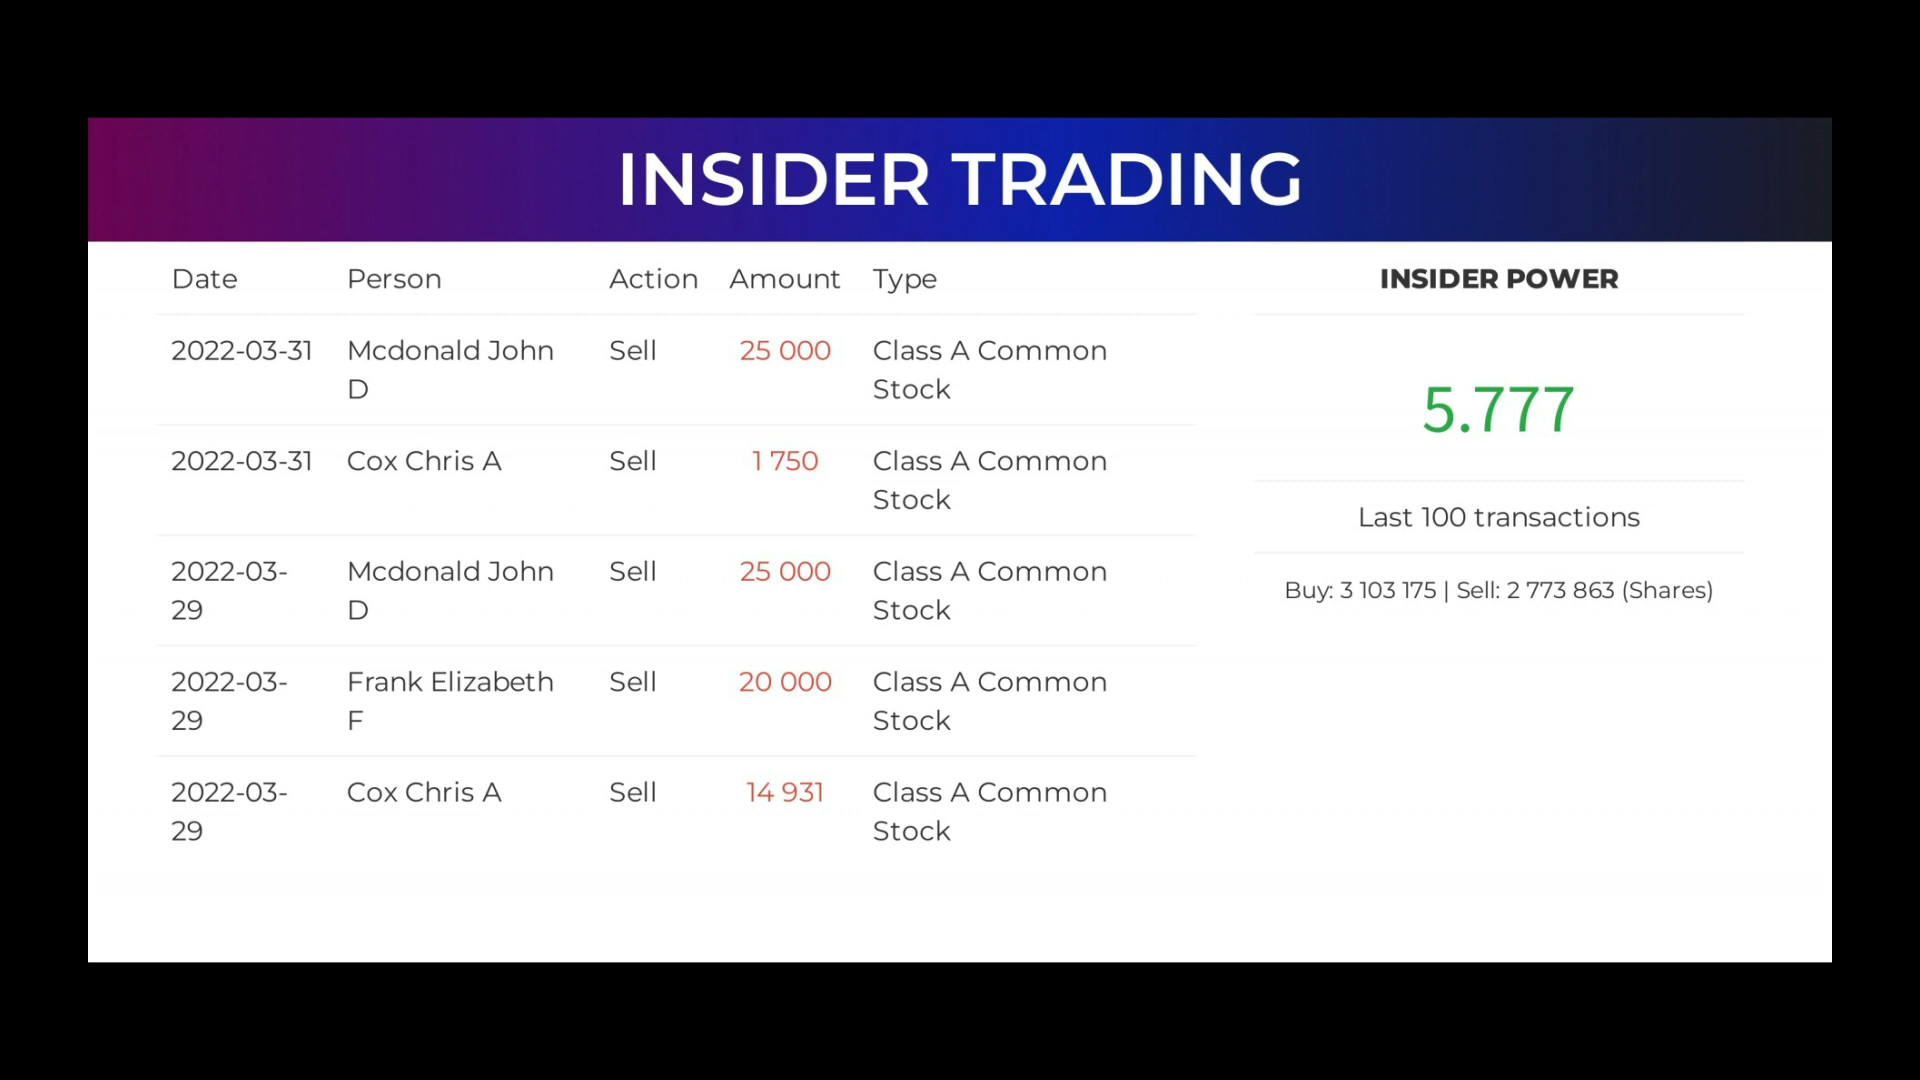 INSIDER TRADING
Date Person Action Amount Type
2022-03-31 Mcdonald John Sell 25 000 Class A Common
D Stock
2022-03-31 Cox Chris A Sell 1 750 Class A Common
Stock
2022-03- Mcdonald John Sell 25 000 Class A Common
29 D Stock
2022-03- Frank Elizabeth Sell 20 000 Class A Common
29 F Stock
2022-03- Cox Chris A Sell 14 931 Class A Common
29 Stock
INSIDER POWER
5.777
Last 100 transactions
Buy: 3 103 175 | Sell: 2 773 863 (Shares)